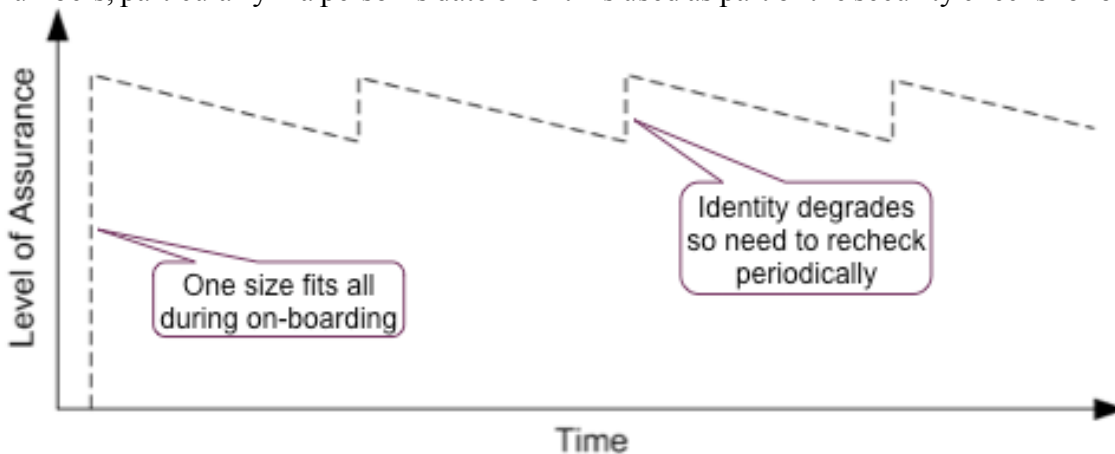 Level of Assurance
One size fits all
during on-boarding
Identity degrades
so need to recheck
periodically
Time